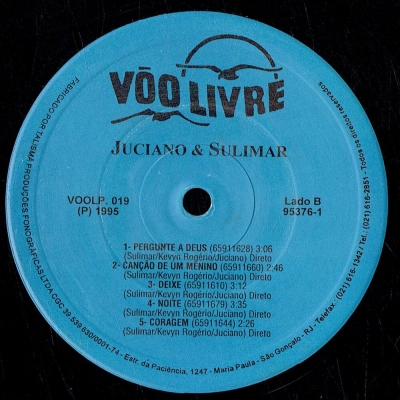 VÔO LIVRE
JUCIANO & SULIMAR
VOOLP. 019
(P) 1995
Lado B
95376-1
1- PERGUNTE A DEUS (65911628) 3:06
(Sulimar/Kevyn Rogério/Juciano) Direto
2- CANÇÃO DE UM MENINO (65911660) 2:46
(Sulimar/Kevyn Rogério/Juciano) Direto
3- DEIXE (65911610) 3:12
(Sulimar/Kevyn Rogério/Juciano) Direto
4- NOITE (65911679) 3:35
(Sulimar/Kevyn Rogério/Juciano) Direto
5- CORAGEM (65911644) 2:26
(Sulimar/Kevyn Rogério/Juciano) Direto
FABRICADO POR TALISMÃ PRODUÇÕES FONOGRÁFICAS LTDA CGC 39.539.630/0001-74 - Estr. da Paciência, 1247 - Maria Paula - São Gonçalo - RJ - Telefax. (021) 616-1342 / Tel. (021) 616-2851 - Todos os direitos reservados